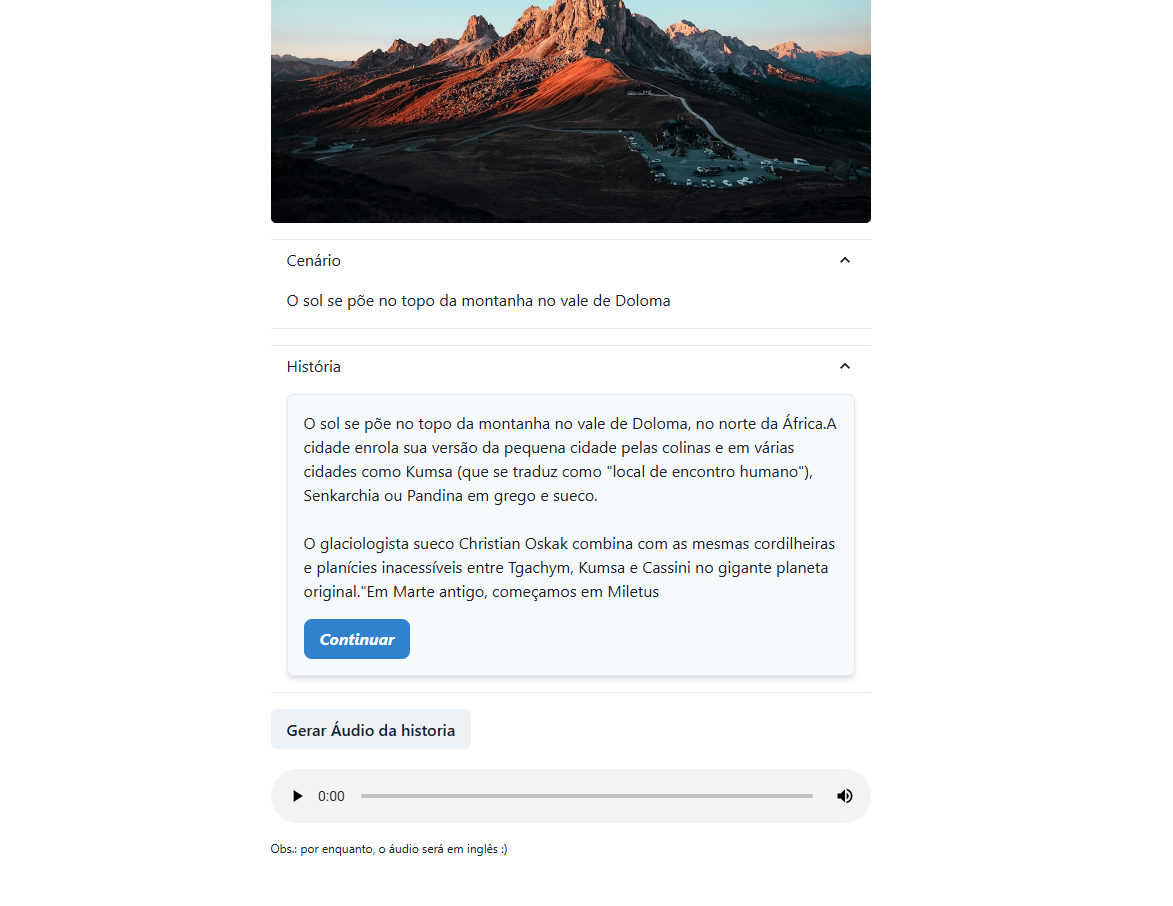 Cenário
O sol se põe no topo da montanha no vale de Doloma
História
O sol se põe no topo da montanha no vale de Doloma, no norte da África.A
cidade enrola sua versão da pequena cidade pelas colinas e em várias
cidades como Kumsa (que se traduz como "local de encontro humano"),
Senkarchia ou Pandina em grego e sueco.
O glaciologista sueco Christian Oskak combina com as mesmas cordilheiras
e planícies inacessíveis entre Tgachym, Kumsa e Cassini no gigante planeta
original."Em Marte antigo, começamos em Miletus
Continuar
Gerar Áudio da historia
0:00
Obs.: por enquanto, o áudio será em inglês :)